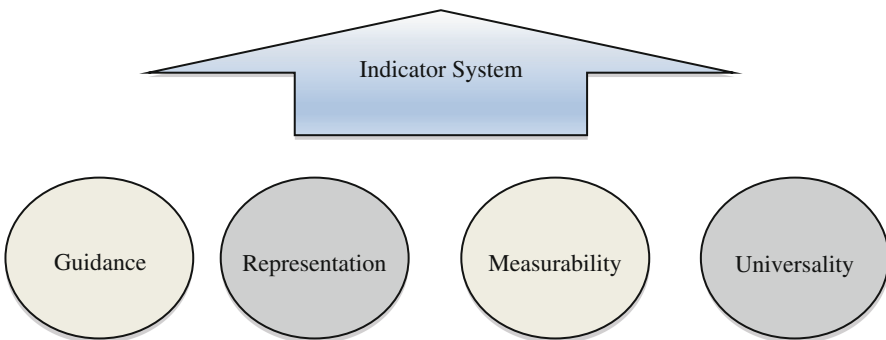 Indicator System
Guidance
Representation
Measurability
Universality